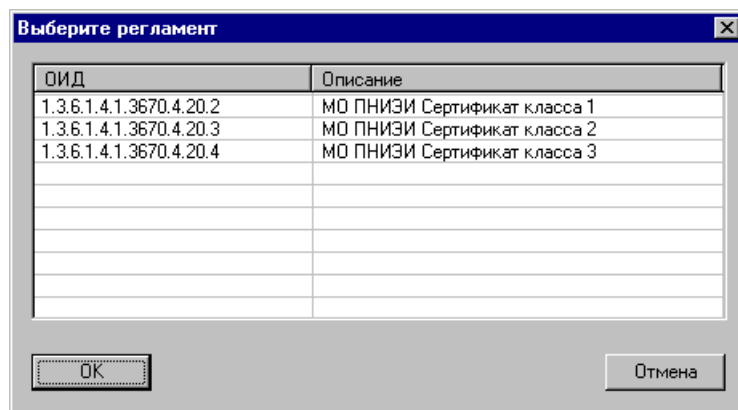 Выберите регламент
ОИД Описание
1.3.6.1.4.1.3670.4.20.2 МО ПНИЭИ Сертификат класса 1
1.3.6.1.4.1.3670.4.20.3 МО ПНИЭИ Сертификат класса 2
1.3.6.1.4.1.3670.4.20.4 МО ПНИЭИ Сертификат класса 3
OK Отмена